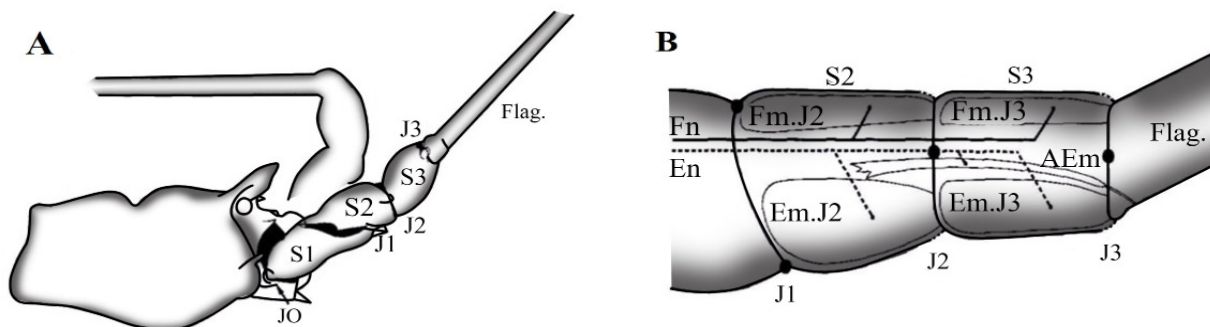 A
Flag.
J3
S3
S2
J2
J1
S1
JO
B
S2
S3
Fm.J2
Fm.J3
Fn
En
AEm
Flag.
Em.J2
Em.J3
J2
J3
J1